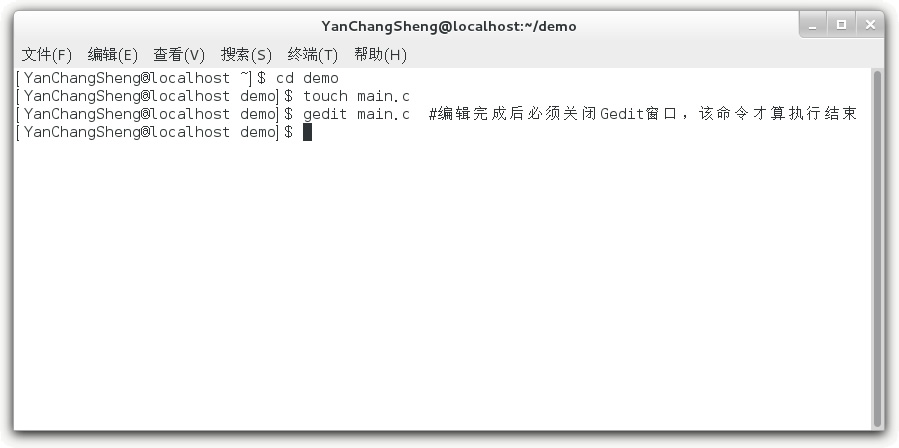 YanChangSheng@localhost:~/demo
文件(F) 编辑(E) 查看(V) 搜索(S) 终端(T) 帮助(H)
[YanChangSheng@localhost ~]$ cd demo
[YanChangSheng@localhost demo]$ touch main.c
[YanChangSheng@localhost demo]$ gedit main.c  #编辑完成后必须关闭Gedit窗口，该命令才算执行结束
[YanChangSheng@localhost demo]$